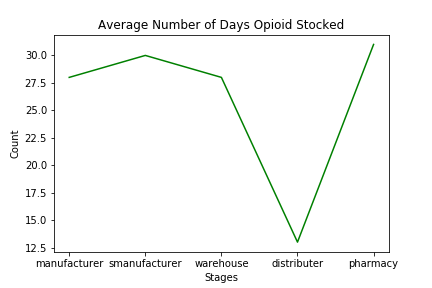 Average Number of Days Opioid Stocked
30.0
27.5
25.0
22.5
20.0
17.5
15.0
12.5
Count
manufacturer smanufacturer warehouse distributer pharmacy
Stages